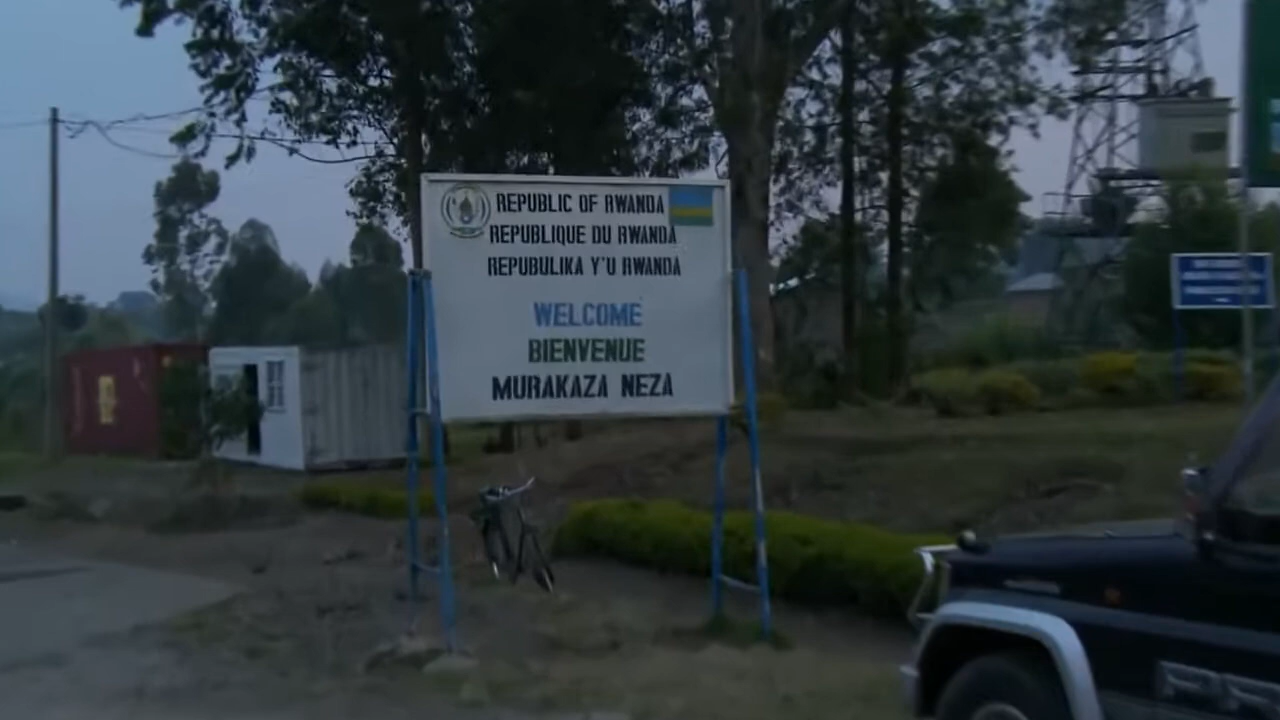 REPUBLIC OF RWANDA
REPUBLIQUE DU RWANDA
REPUBULIKA Y'U RWANDA
WELCOME
BIENVENUE
MURAKAZA NEZA